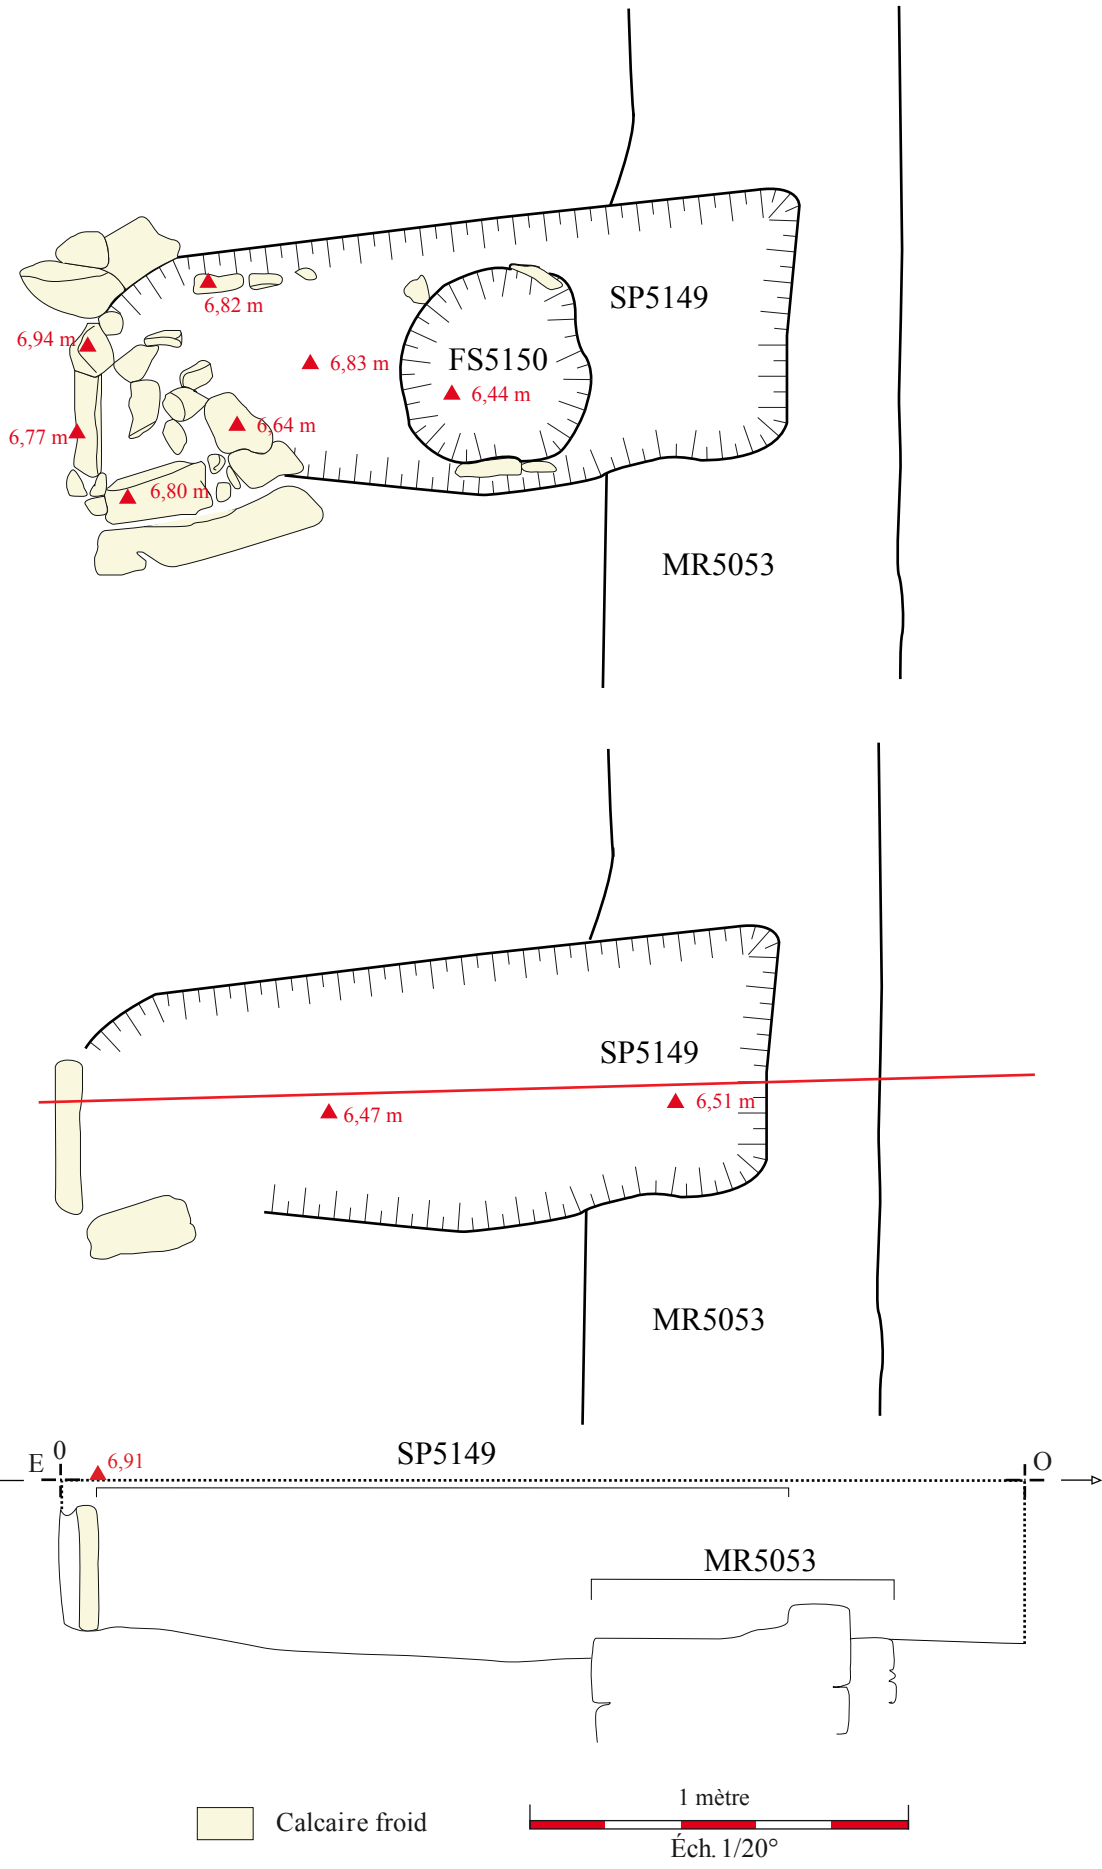 6,82 m
SP5149
6,94 m
6,83 m
FS5150
6,44 m
6,77 m
6,64 m
6,80 m
MR5053
SP5149
6,47 m
6,51 m
MR5053
E
0
6,91
SP5149
O
MR5053
1 mètre
Calcaire froid
Éch. 1/20°